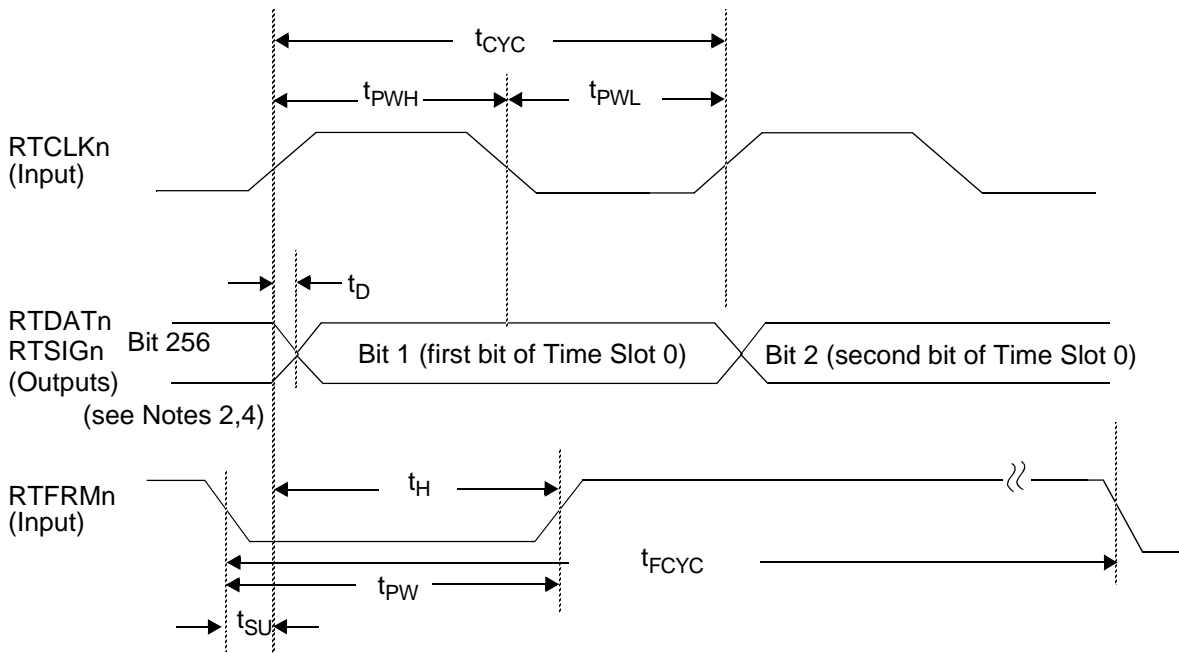 tCYC
tPWH
tPWL
RTCLKn
(Input)
tD
RTDATn
RTSIGn
(Outputs)
Bit 256
Bit 1 (first bit of Time Slot 0)
Bit 2 (second bit of Time Slot 0)
(see Notes 2,4)
RTFRMn
(Input)
tH
tFCYC
tPW
tSU